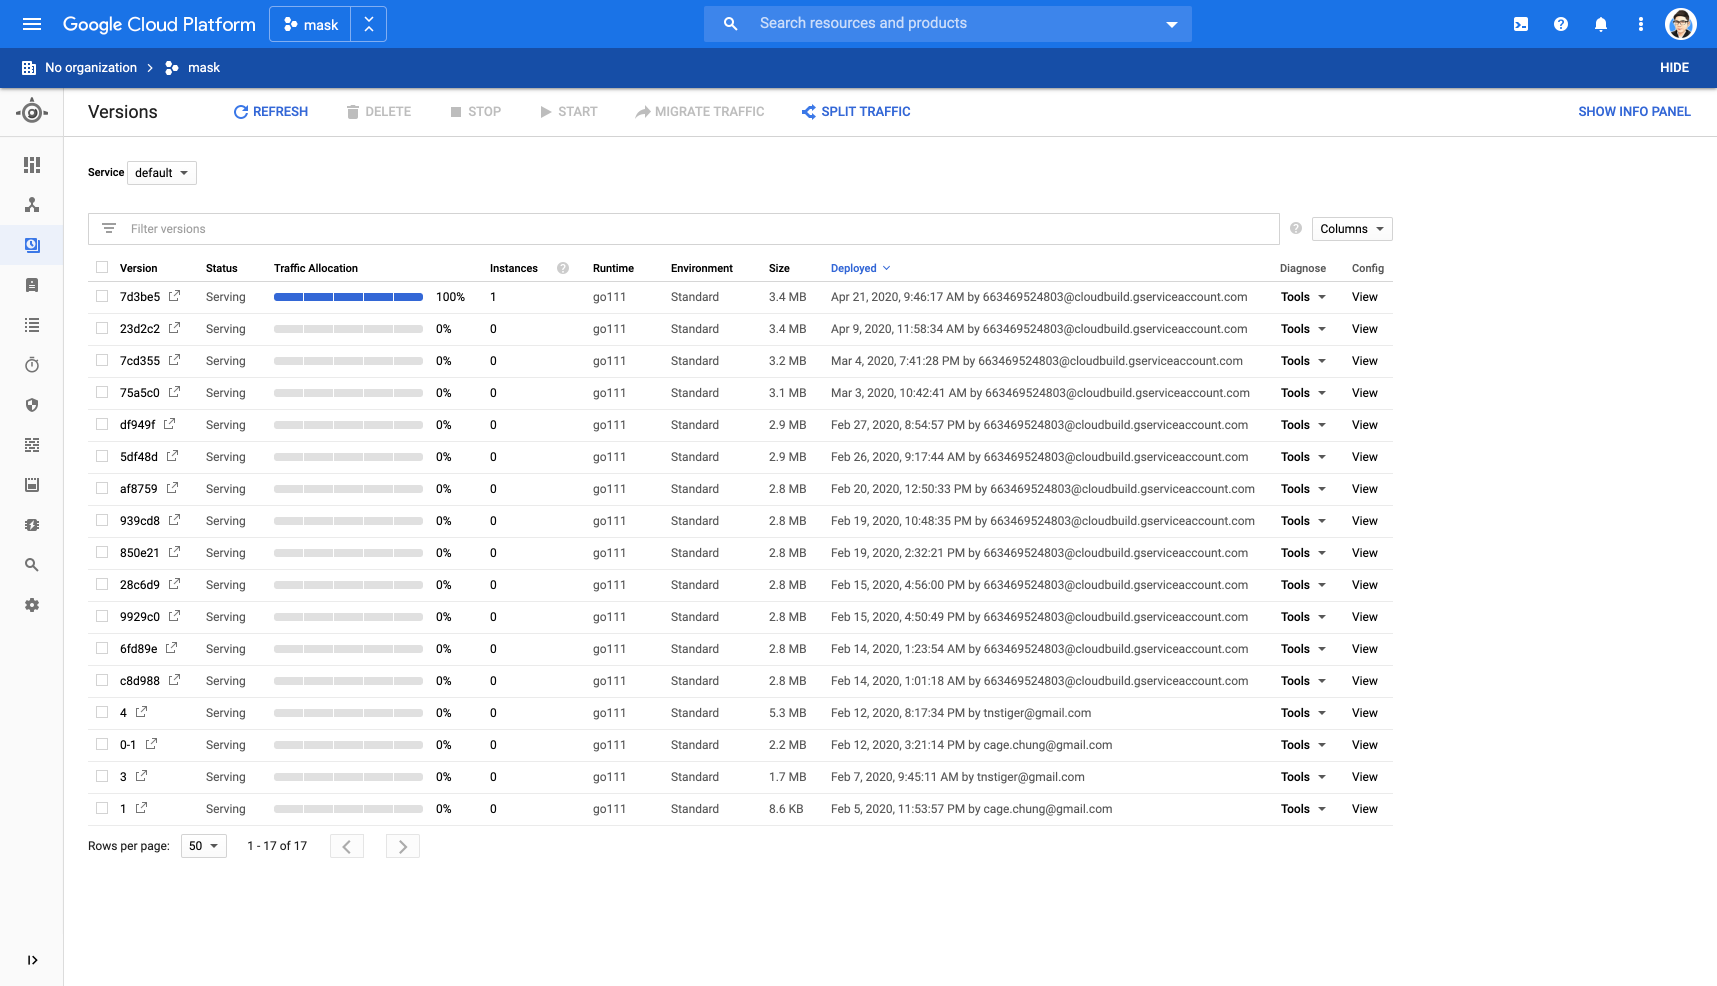 Google Cloud Platform mask Search resources and products
No organization > mask HIDE
Versions REFRESH DELETE STOP START MIGRATE TRAFFIC SPLIT TRAFFIC SHOW INFO PANEL
Service default
Filter versions Columns
Version Status Traffic Allocation Instances Runtime Environment Size Deployed Diagnose Config
7d3be5 Serving 100% 1 go111 Standard 3.4 MB Apr 21, 2020, 9:46:17 AM by 663469524803@cloudbuild.gserviceaccount.com Tools View
23d2c2 Serving 0% 0 go111 Standard 3.4 MB Apr 9, 2020, 11:58:34 AM by 663469524803@cloudbuild.gserviceaccount.com Tools View
7cd355 Serving 0% 0 go111 Standard 3.2 MB Mar 4, 2020, 7:41:28 PM by 663469524803@cloudbuild.gserviceaccount.com Tools View
75a5c0 Serving 0% 0 go111 Standard 3.1 MB Mar 3, 2020, 10:42:41 AM by 663469524803@cloudbuild.gserviceaccount.com Tools View
df949f Serving 0% 0 go111 Standard 2.9 MB Feb 27, 2020, 8:54:57 PM by 663469524803@cloudbuild.gserviceaccount.com Tools View
5df48d Serving 0% 0 go111 Standard 2.9 MB Feb 26, 2020, 9:17:44 AM by 663469524803@cloudbuild.gserviceaccount.com Tools View
af8759 Serving 0% 0 go111 Standard 2.8 MB Feb 20, 2020, 12:50:33 PM by 663469524803@cloudbuild.gserviceaccount.com Tools View
939cd8 Serving 0% 0 go111 Standard 2.8 MB Feb 19, 2020, 10:48:35 PM by 663469524803@cloudbuild.gserviceaccount.com Tools View
850e21 Serving 0% 0 go111 Standard 2.8 MB Feb 19, 2020, 2:32:21 PM by 663469524803@cloudbuild.gserviceaccount.com Tools View
28c6d9 Serving 0% 0 go111 Standard 2.8 MB Feb 15, 2020, 4:56:00 PM by 663469524803@cloudbuild.gserviceaccount.com Tools View
9929c0 Serving 0% 0 go111 Standard 2.8 MB Feb 15, 2020, 4:50:49 PM by 663469524803@cloudbuild.gserviceaccount.com Tools View
6fd89e Serving 0% 0 go111 Standard 2.8 MB Feb 14, 2020, 1:23:54 AM by 663469524803@cloudbuild.gserviceaccount.com Tools View
c8d988 Serving 0% 0 go111 Standard 2.8 MB Feb 14, 2020, 1:01:18 AM by 663469524803@cloudbuild.gserviceaccount.com Tools View
4 Serving 0% 0 go111 Standard 5.3 MB Feb 12, 2020, 8:17:34 PM by tnstiger@gmail.com Tools View
0-1 Serving 0% 0 go111 Standard 2.2 MB Feb 12, 2020, 3:21:14 PM by cage.chung@gmail.com Tools View
3 Serving 0% 0 go111 Standard 1.7 MB Feb 7, 2020, 9:45:11 AM by tnstiger@gmail.com Tools View
1 Serving 0% 0 go111 Standard 8.6 KB Feb 5, 2020, 11:53:57 PM by cage.chung@gmail.com Tools View
Rows per page: 50 1 - 17 of 17